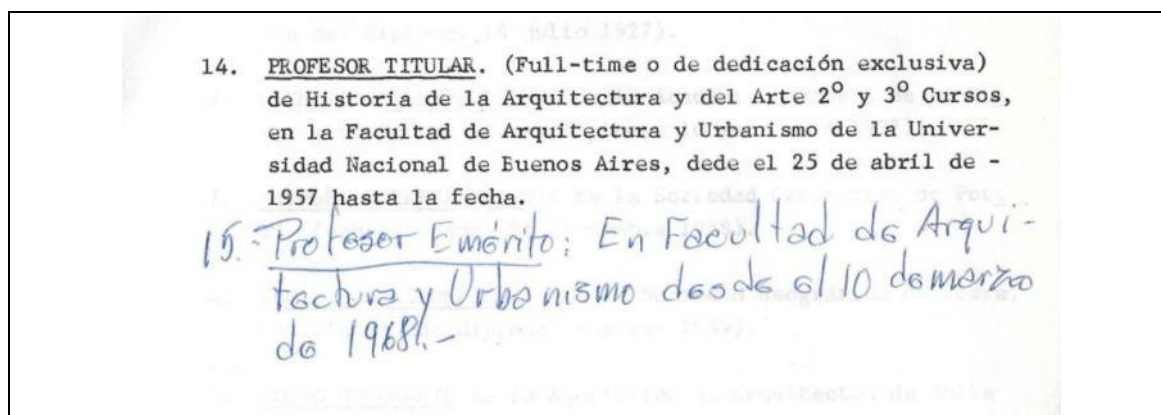 14. PROFESOR TITULAR. (Full-time o de dedicación exclusiva)
de Historia de la Arquitectura y del Arte 2º y 3º Cursos,
en la Facultad de Arquitectura y Urbanismo de la Univer-
sidad Nacional de Buenos Aires, dede el 25 de abril de -
1957 hasta la fecha.
15.- Profesor Emérito: En Facultad de Arqui-
tectura y Urbanismo desde el 10 de marzo
de 1968.-